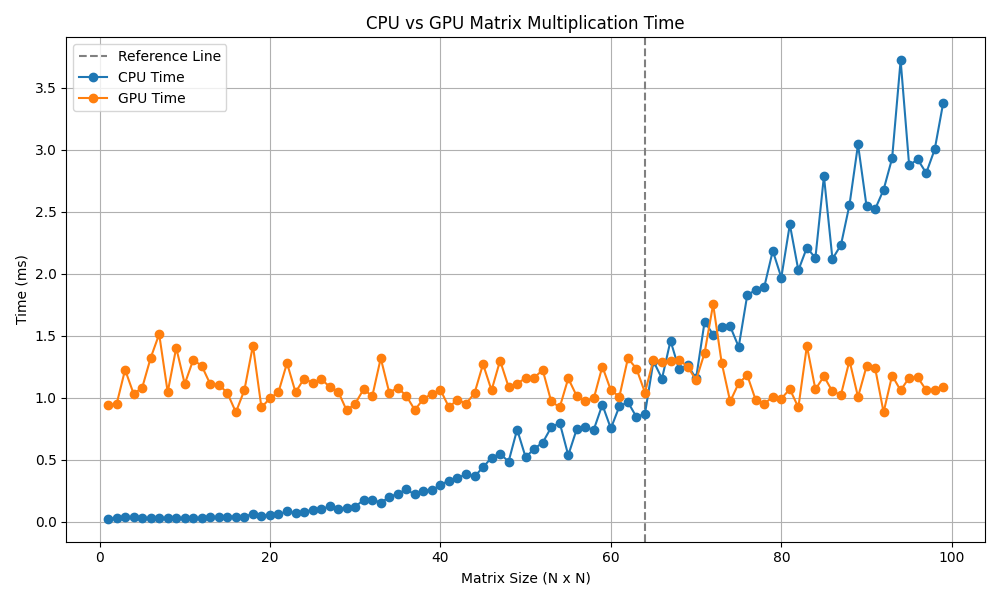 CPU vs GPU Matrix Multiplication Time
Reference Line
CPU Time
GPU Time
Time (ms)
3.5
3.0
2.5
2.0
1.5
1.0
0.5
0.0
0 20 40 60 80 100
Matrix Size (N x N)